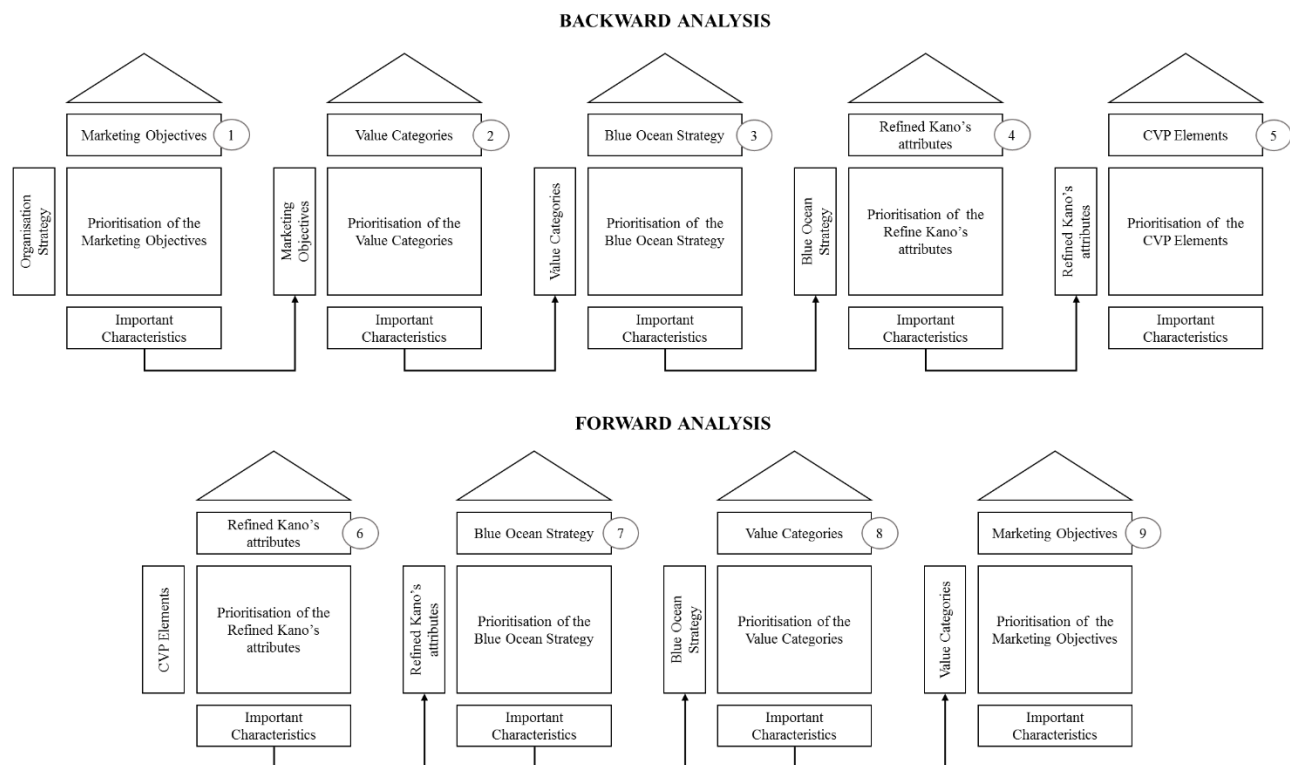 BACKWARD ANALYSIS
Marketing Objectives
1
Organisation
Strategy
Prioritisation of the
Marketing Objectives
Important
Characteristics
Value Categories
2
Marketing
Objectives
Prioritisation of the
Value Categories
Important
Characteristics
Blue Ocean Strategy
3
Value Categories
Prioritisation of the
Blue Ocean Strategy
Important
Characteristics
Refined Kano's
attributes
4
Blue Ocean
Strategy
Prioritisation of the
Refine Kano's
attributes
Important
Characteristics
CVP Elements
5
Refined Kano's
attributes
Prioritisation of the
CVP Elements
Important
Characteristics
FORWARD ANALYSIS
Refined Kano's
attributes
6
CVP Elements
Prioritisation of the
Refined Kano's
attributes
Important
Characteristics
Blue Ocean Strategy
7
Refined Kano's
attributes
Prioritisation of the
Blue Ocean Strategy
Important
Characteristics
Value Categories
8
Blue Ocean
Strategy
Prioritisation of the
Value Categories
Important
Characteristics
Marketing Objectives
9
Value Categories
Prioritisation of the
Marketing Objectives
Important
Characteristics